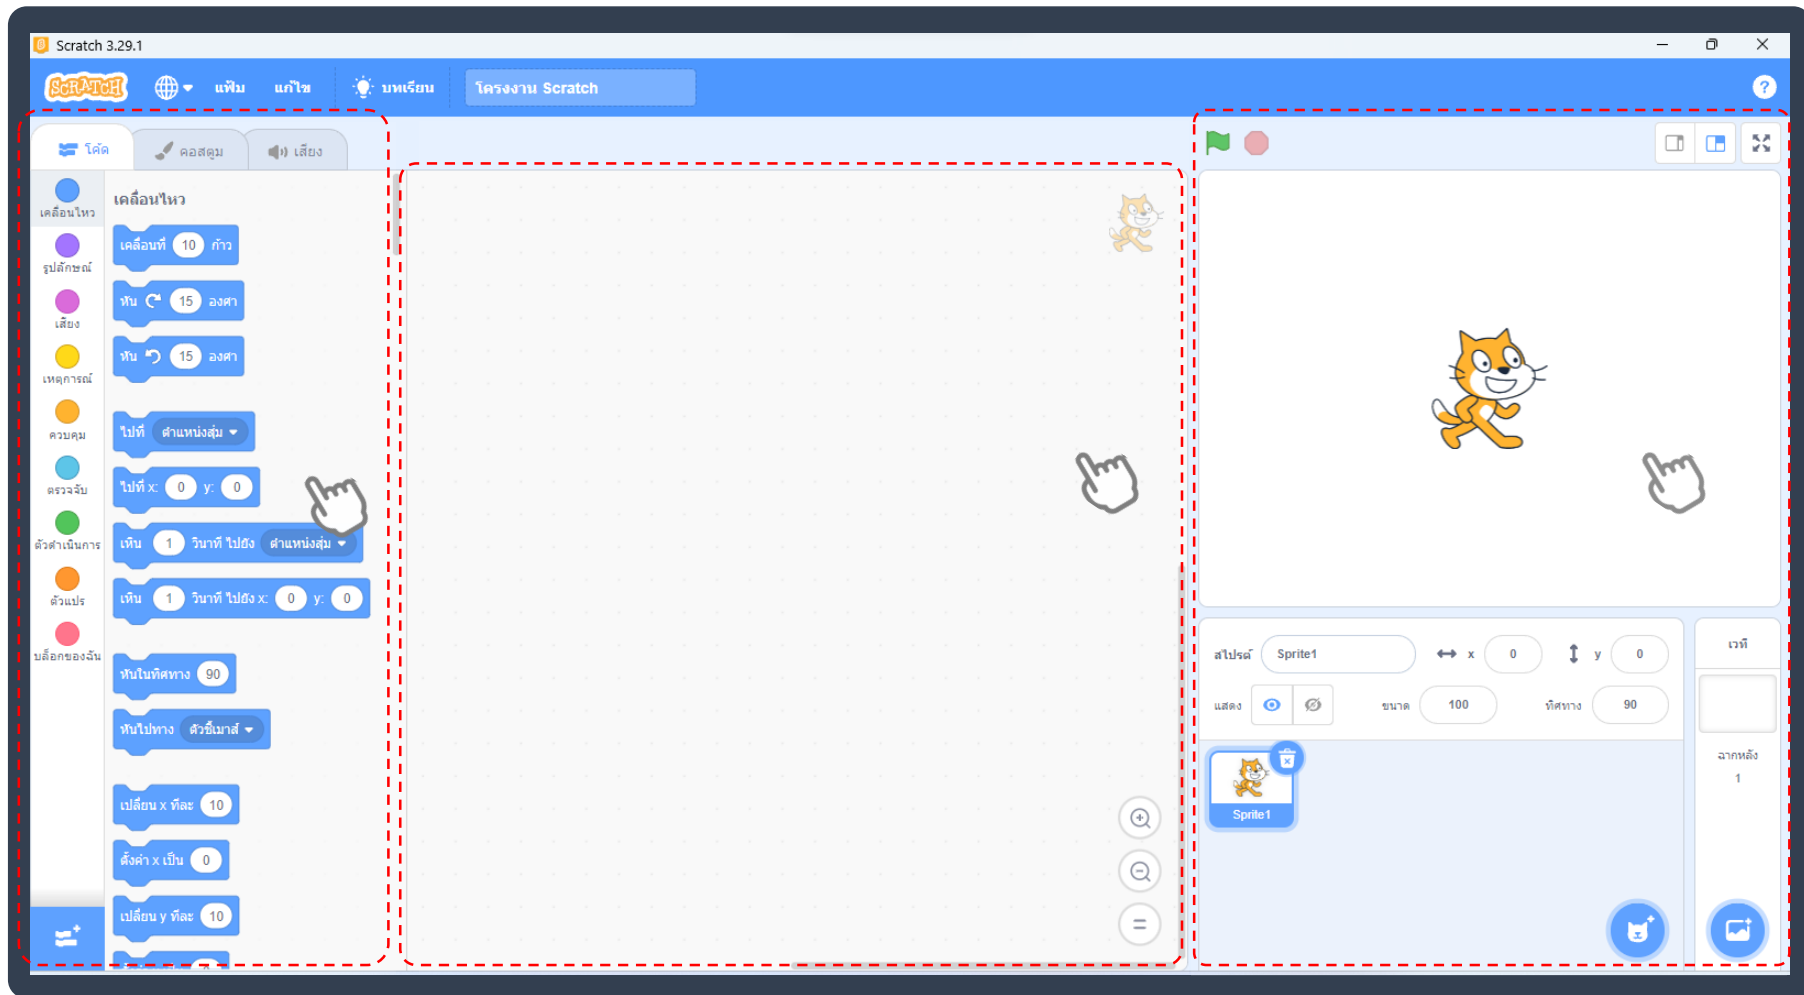 Scratch 3.29.1
SCRATCH
แฟ้ม แก้ไข บทเรียน โครงงาน Scratch
โค้ด คอสตูม เสียง
เคลื่อนไหว
รูปลักษณ์
เสียง
เหตุการณ์
ควบคุม
ตรวจจับ
ตัวดำเนินการ
ตัวแปร
บล็อกของฉัน
เคลื่อนไหว
เคลื่อนที่ 10 ก้าว
หัน 15 องศา
หัน 15 องศา
ไปที่ ตำแหน่งสุ่ม
ไปที่ x: 0 y: 0
เหิน 1 วินาที ไปยัง ตำแหน่งสุ่ม
เหิน 1 วินาที ไปยัง x: 0 y: 0
หันในทิศทาง 90
หันไปทาง ตัวชี้เมาส์
เปลี่ยน x ทีละ 10
ตั้งค่า x เป็น 0
เปลี่ยน y ทีละ 10
สไปรต์ Sprite1 x 0 y 0
แสดง ขนาด 100 ทิศทาง 90
Sprite1
เวที
ฉากหลัง
1